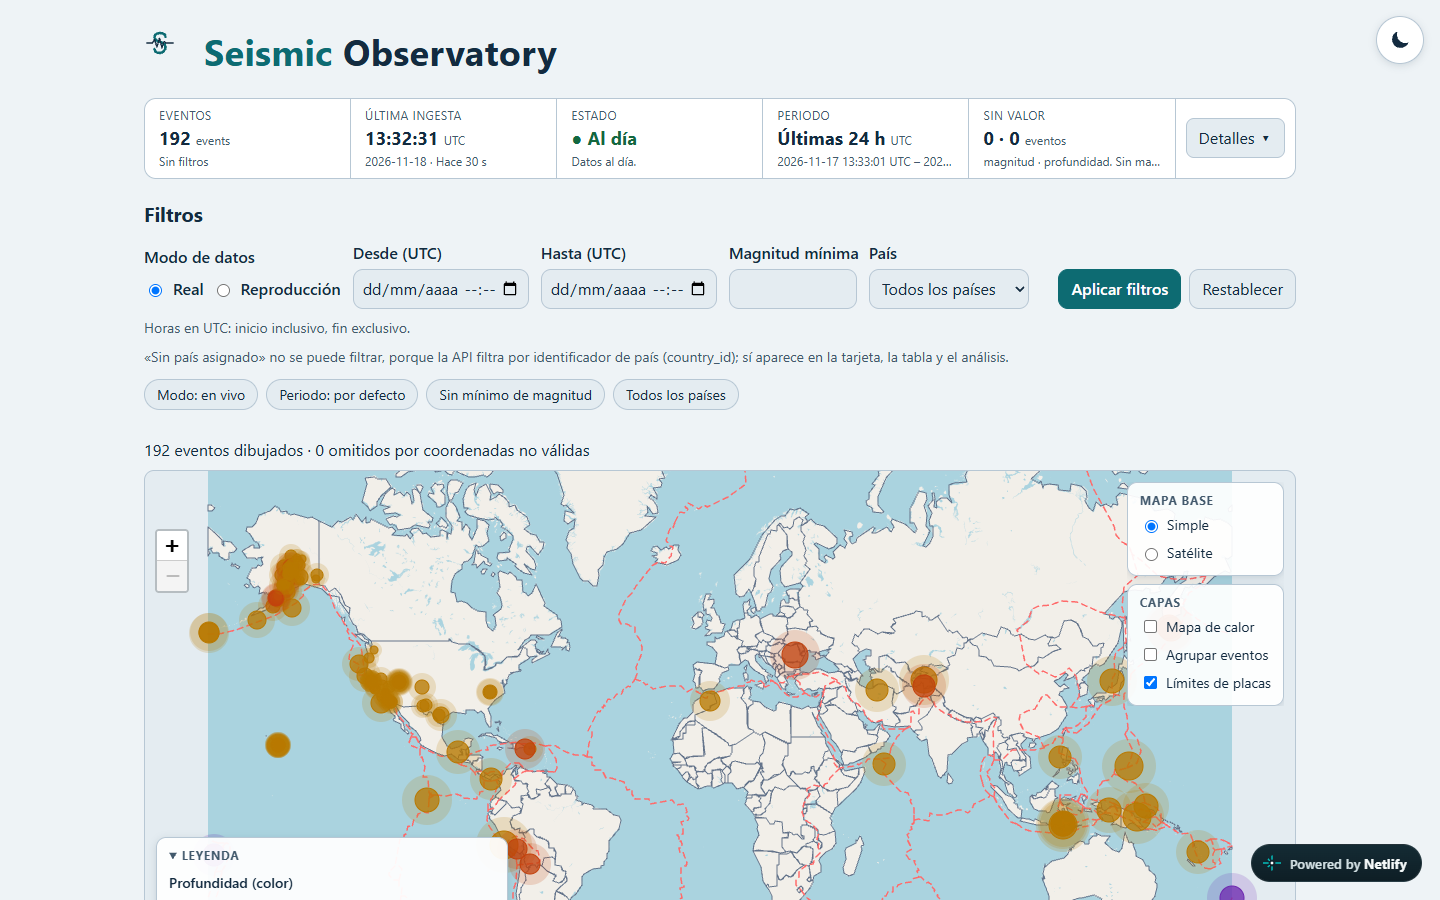 Seismic Observatory
EVENTOS
192 events
Sin filtros
ÚLTIMA INGESTA
13:32:31 UTC
2026-11-18 · Hace 30 s
ESTADO
● Al día
Datos al día.
PERIODO
Últimas 24 h UTC
2026-11-17 13:33:01 UTC – 202...
SIN VALOR
0 · 0 eventos
magnitud · profundidad. Sin ma...
Detalles ▾
Filtros
Modo de datos
Real
Reproducción
Desde (UTC)
dd/mm/aaaa --:--
Hasta (UTC)
dd/mm/aaaa --:--
Magnitud mínima
País
Todos los países
Aplicar filtros
Restablecer
Horas en UTC: inicio inclusivo, fin exclusivo.
«Sin país asignado» no se puede filtrar, porque la API filtra por identificador de país (country_id); sí aparece en la tarjeta, la tabla y el análisis.
Modo: en vivo
Periodo: por defecto
Sin mínimo de magnitud
Todos los países
192 eventos dibujados · 0 omitidos por coordenadas no válidas
+
−
MAPA BASE
Simple
Satélite
CAPAS
Mapa de calor
Agrupar eventos
Límites de placas
▾ LEYENDA
Profundidad (color)
Powered by Netlify